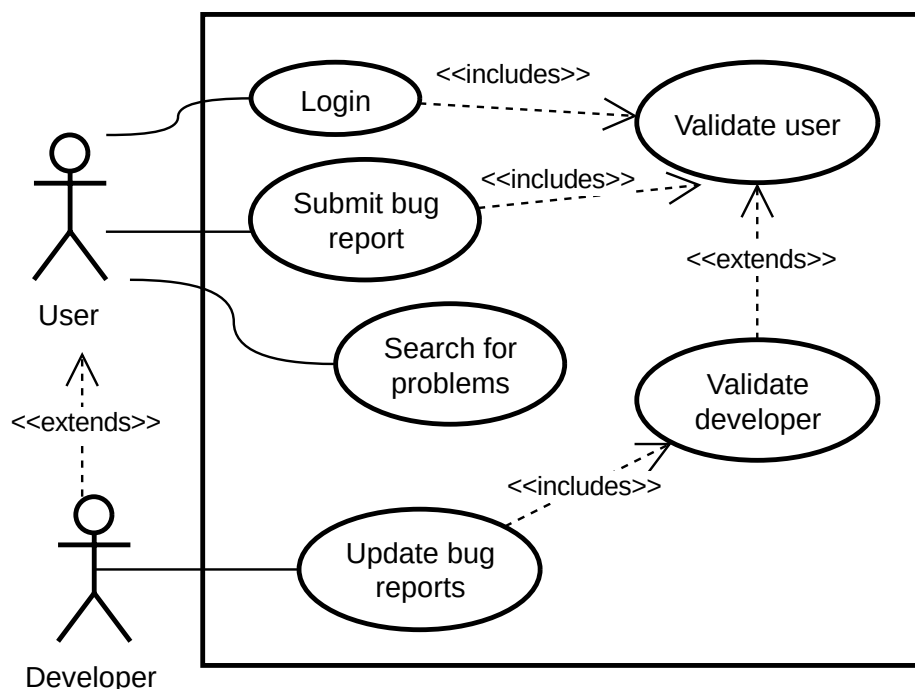 <<includes>>
Login
Validate user
<<includes>>
Submit bug
report
<<extends>>
User
Search for
problems
Validate
developer
<<extends>>
<<includes>>
Update bug
reports
Developer